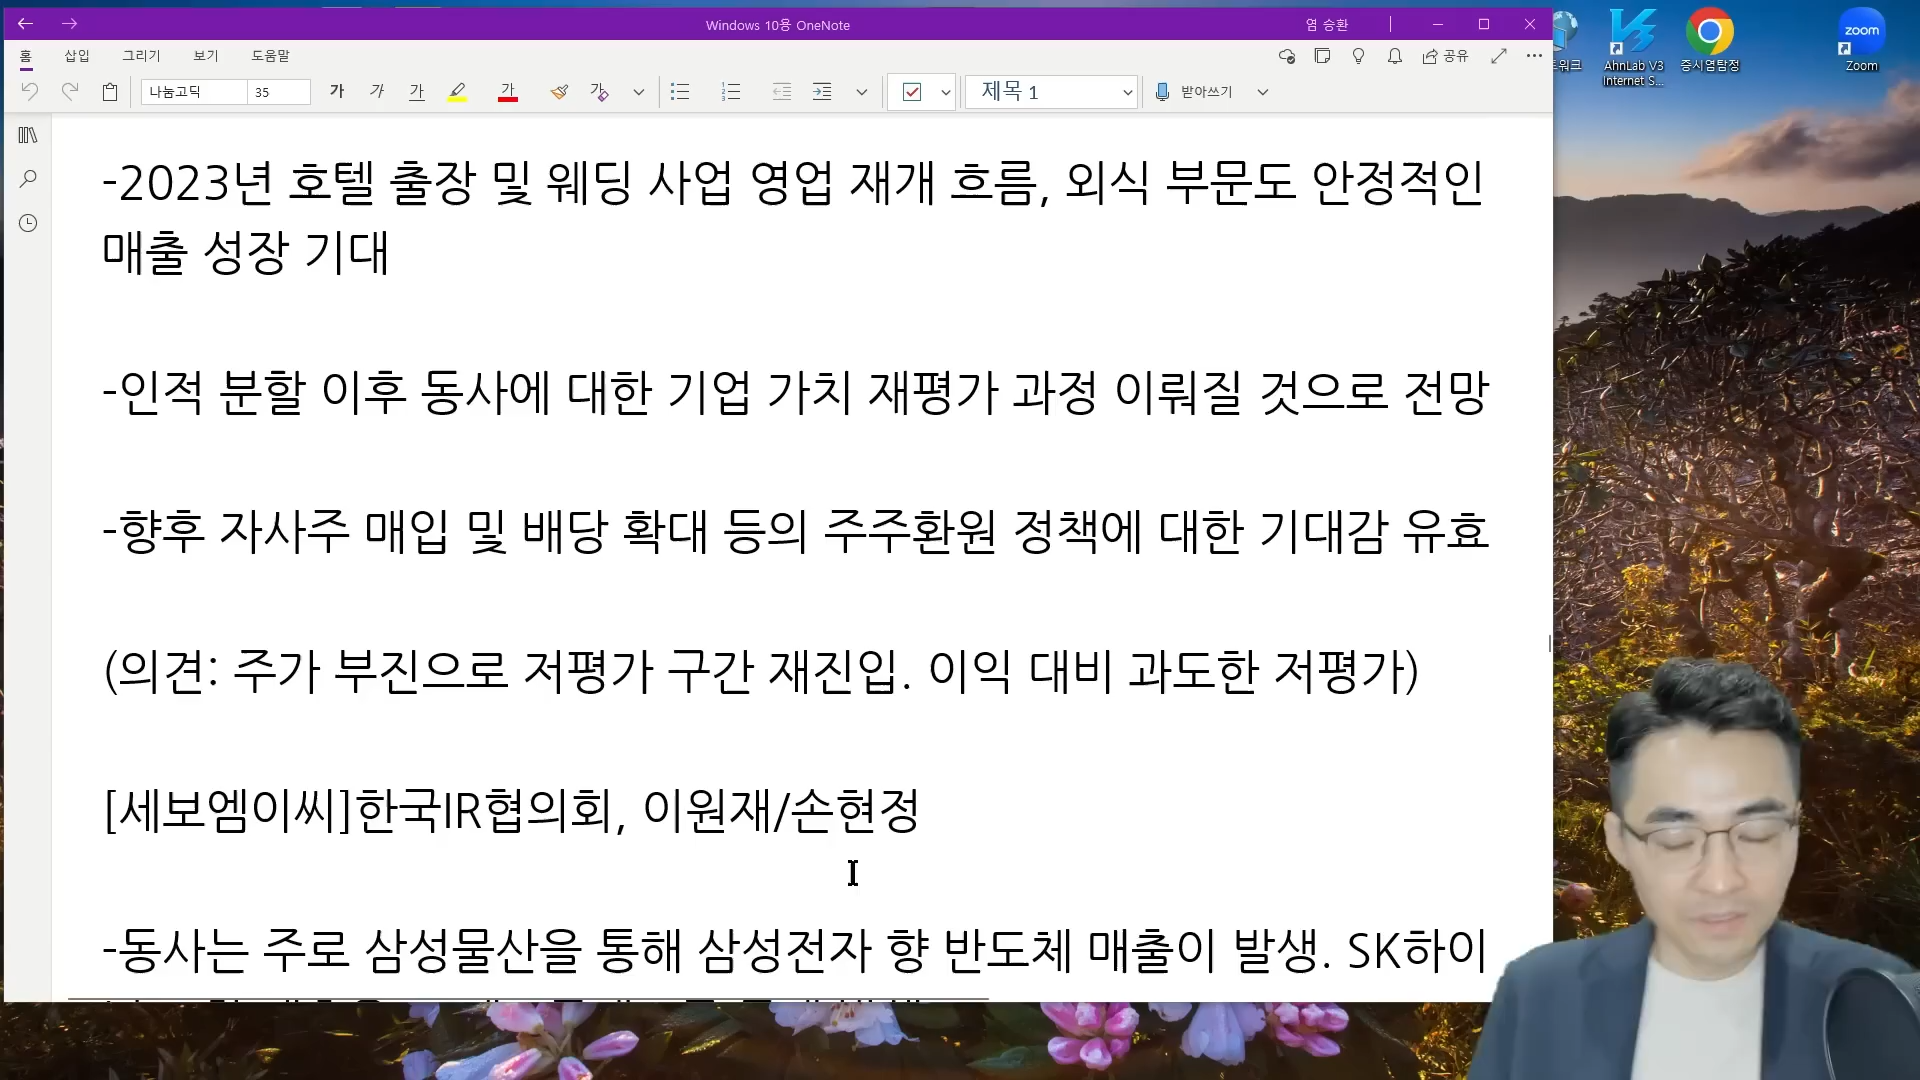 Windows 10용 OneNote
염 승환
홈 삽입 그리기 보기 도움말
공유
나눔고딕 35 가 가 가 가 가 제목 1 받아쓰기
-2023년 호텔 출장 및 웨딩 사업 영업 재개 흐름, 외식 부문도 안정적인
매출 성장 기대
-인적 분할 이후 동사에 대한 기업 가치 재평가 과정 이뤄질 것으로 전망
-향후 자사주 매입 및 배당 확대 등의 주주환원 정책에 대한 기대감 유효
(의견: 주가 부진으로 저평가 구간 재진입. 이익 대비 과도한 저평가)
[세보엠이씨]한국IR협의회, 이원재/손현정
-동사는 주로 삼성물산을 통해 삼성전자 향 반도체 매출이 발생. SK하이
AhnLab V3
Internet S...
증시염탐정
zoom
Zoom